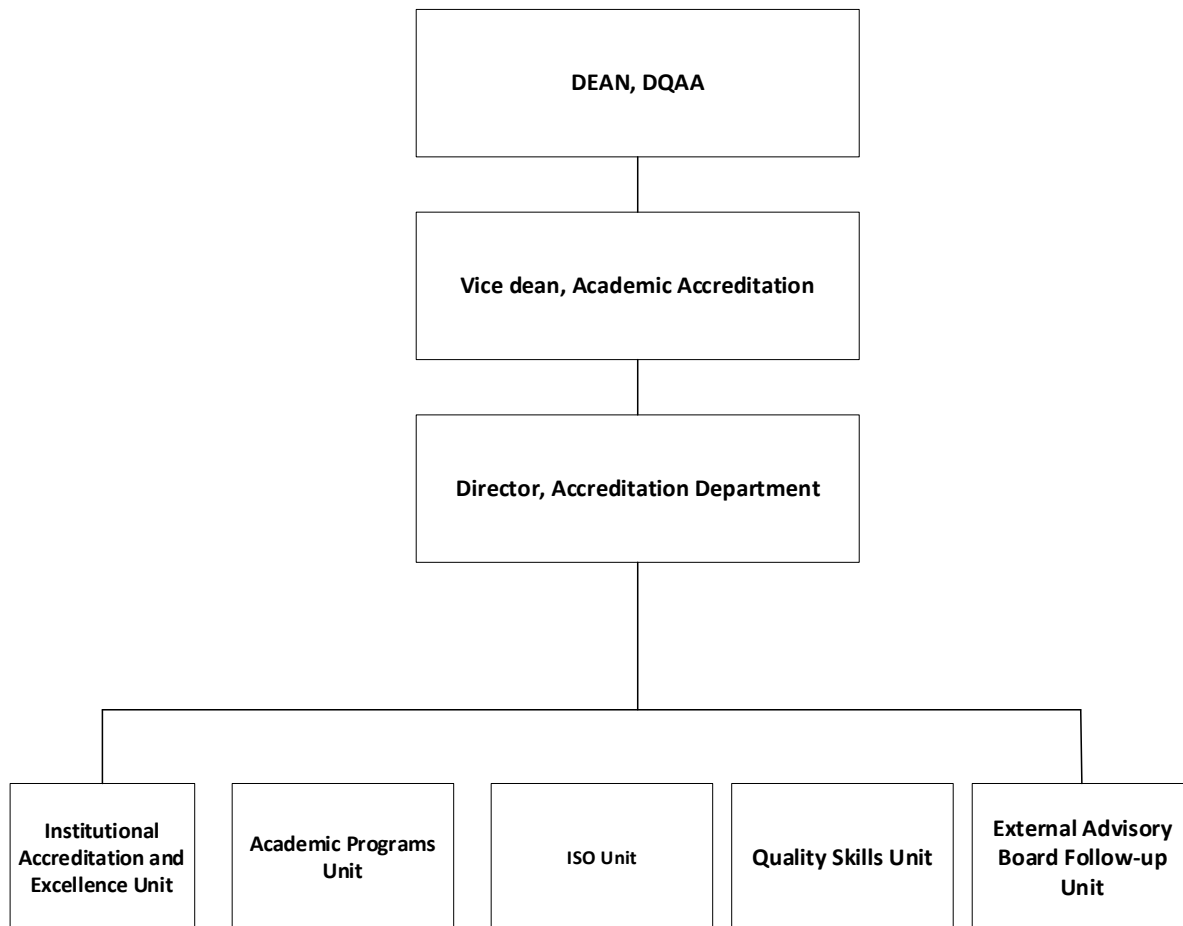 DEAN, DQAA
Vice dean, Academic Accreditation
Director, Accreditation Department
Institutional
Accreditation and
Excellence Unit
Academic Programs
Unit
ISO Unit
Quality Skills Unit
External Advisory
Board Follow-up
Unit